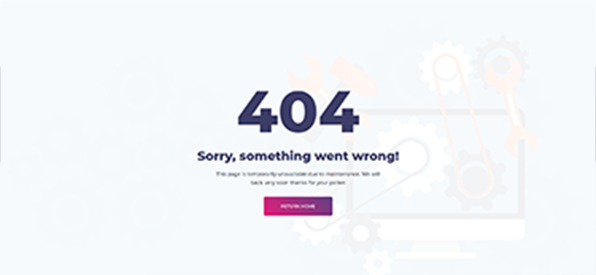 404
Sorry, something went wrong!
This page is temporarily unavailable due to maintenance. We will
back very soon thanks for your patien
RETURN HOME